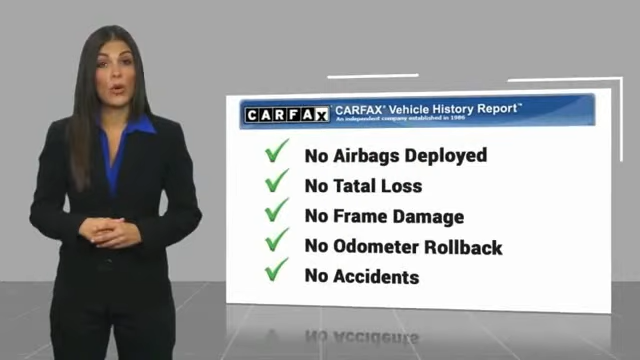 CARFAX CARFAX® Vehicle History Report™
An independent company established in 1986
No Airbags Deployed
No Tatal Loss
No Frame Damage
No Odometer Rollback
No Accidents